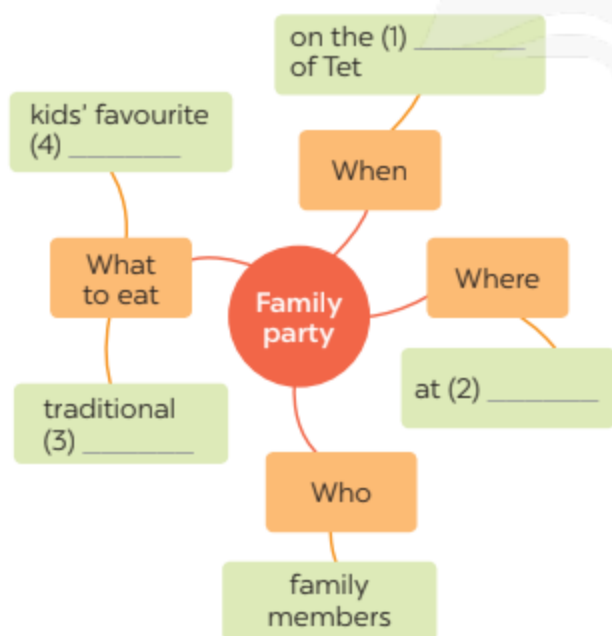 on the (1) ________
of Tet
kids' favourite
(4) ________
When
What
to eat
Where
Family
party
traditional
(3) ________
at (2) ________
Who
family
members